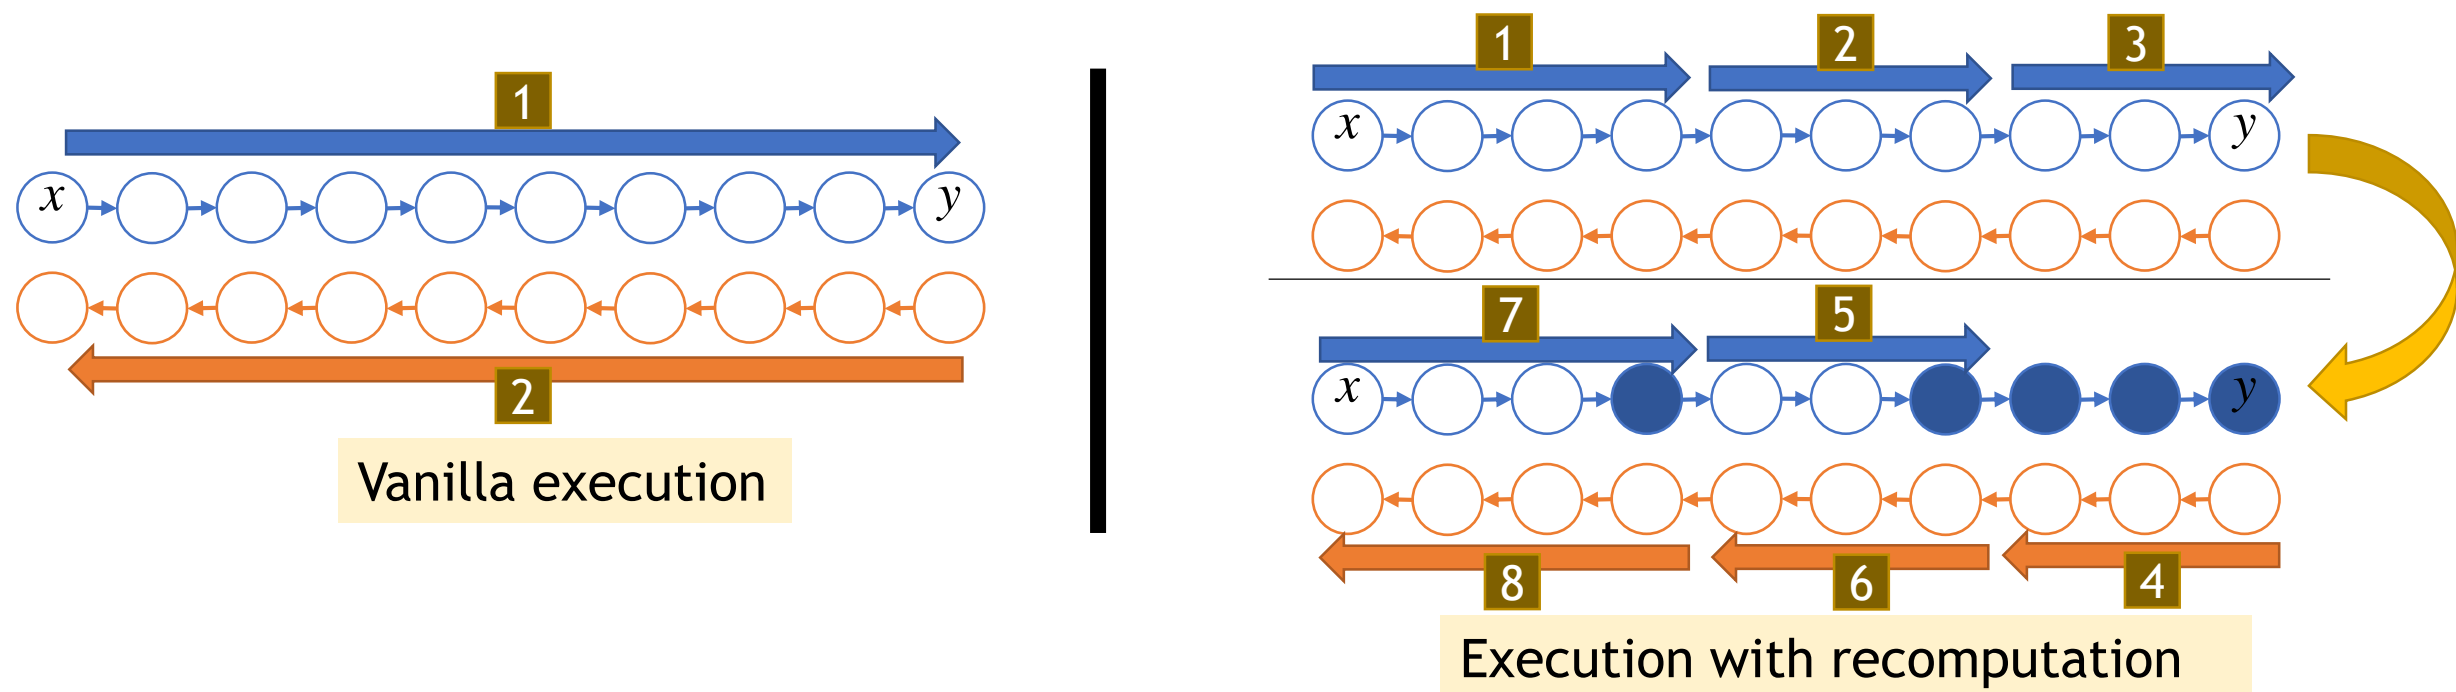 1
x
y
2
Vanilla execution
1
2
3
x
y
7
5
x
y
8
6
4
Execution with recomputation